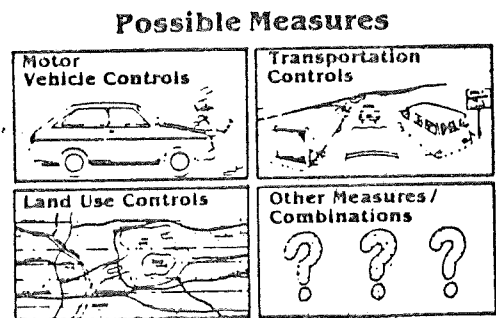 Possible Measures
Motor
Vehicle Controls
Transportation
Controls
Land Use Controls
Other Measures/
Combinations
? ? ?